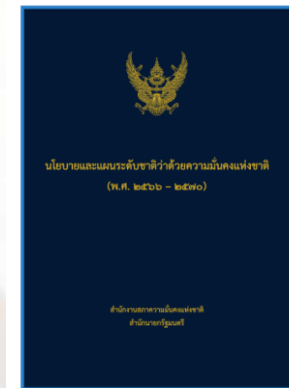 นโยบายและแผนระดับชาติว่าด้วยความมั่นคงแห่งชาติ
(พ.ศ. ๒๕๖๖ – ๒๕๗๐)
สำนักงานสภาความมั่นคงแห่งชาติ
สำนักนายกรัฐมนตรี